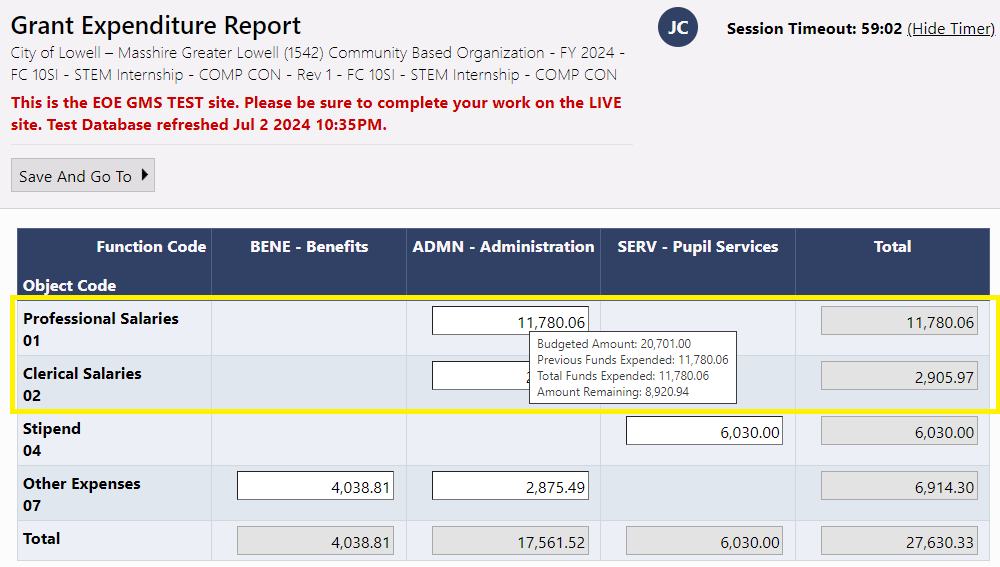 Grant Expenditure Report
JC
Session Timeout: 59:02 (Hide Timer)
City of Lowell – Masshire Greater Lowell (1542) Community Based Organization - FY 2024 -
FC 10SI - STEM Internship - COMP CON - Rev 1 - FC 10SI - STEM Internship - COMP CON
This is the EOE GMS TEST site. Please be sure to complete your work on the LIVE
site. Test Database refreshed Jul 2 2024 10:35PM.
Save And Go To
Function Code BENE - Benefits ADMN - Administration SERV - Pupil Services Total
Object Code
Professional Salaries 11,780.06 11,780.06
01
Budgeted Amount: 20,701.00
Previous Funds Expended: 11,780.06
Total Funds Expended: 11,780.06
Amount Remaining: 8,920.94
Clerical Salaries 2,905.97
02
Stipend 6,030.00 6,030.00
04
Other Expenses 4,038.81 2,875.49 6,914.30
07
Total 4,038.81 17,561.52 6,030.00 27,630.33